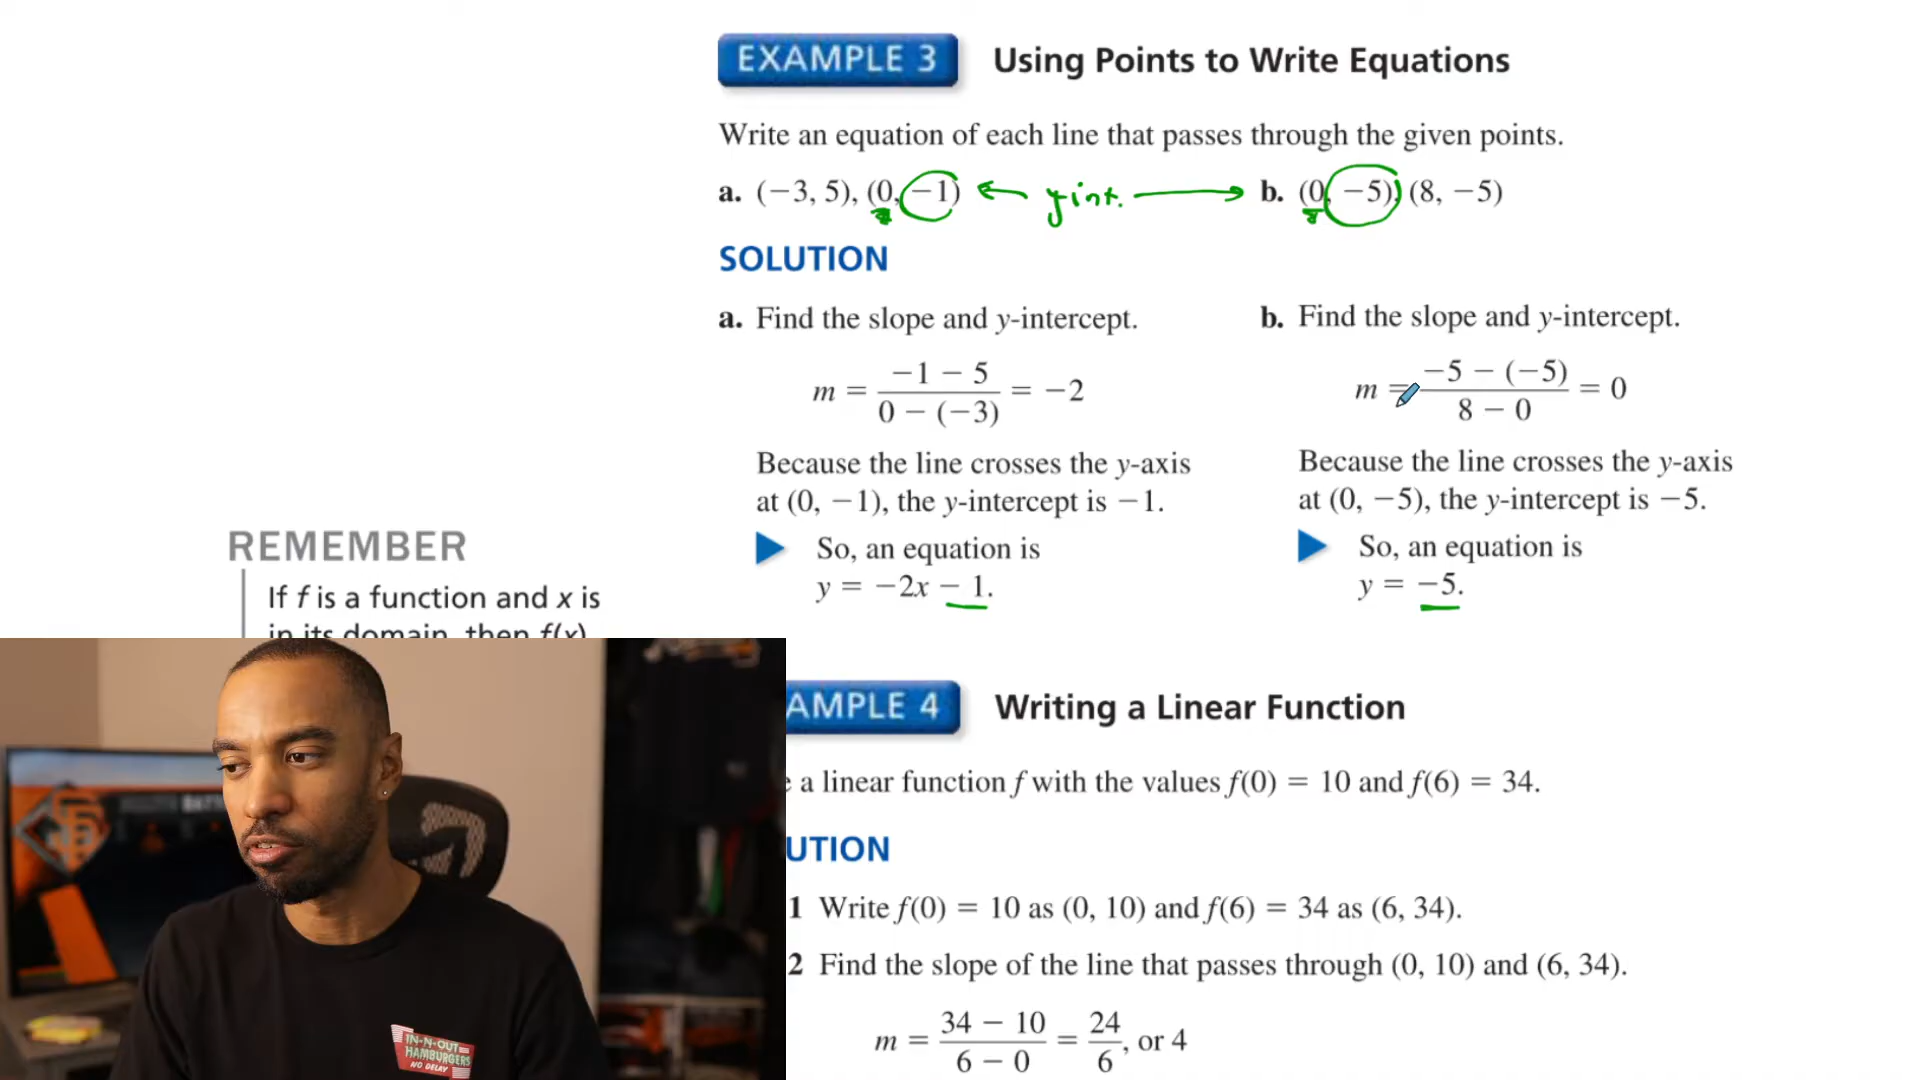 EXAMPLE 3 Using Points to Write Equations
Write an equation of each line that passes through the given points.
a. (−3, 5), (0, −1) ← y int. → b. (0, −5), (8, −5)
SOLUTION
a. Find the slope and y-intercept.
m = −1 − 5 / 0 − (−3) = −2
Because the line crosses the y-axis
at (0, −1), the y-intercept is −1.
So, an equation is
y = −2x − 1.
b. Find the slope and y-intercept.
m = −5 − (−5) / 8 − 0 = 0
Because the line crosses the y-axis
at (0, −5), the y-intercept is −5.
So, an equation is
y = −5.
REMEMBER
If f is a function and x is
in its domain, then f(x)
AMPLE 4 Writing a Linear Function
e a linear function f with the values f(0) = 10 and f(6) = 34.
UTION
1 Write f(0) = 10 as (0, 10) and f(6) = 34 as (6, 34).
2 Find the slope of the line that passes through (0, 10) and (6, 34).
m = 34 − 10 / 6 − 0 = 24 / 6, or 4
IN-N-OUT
HAMBURGERS
NO DELAY